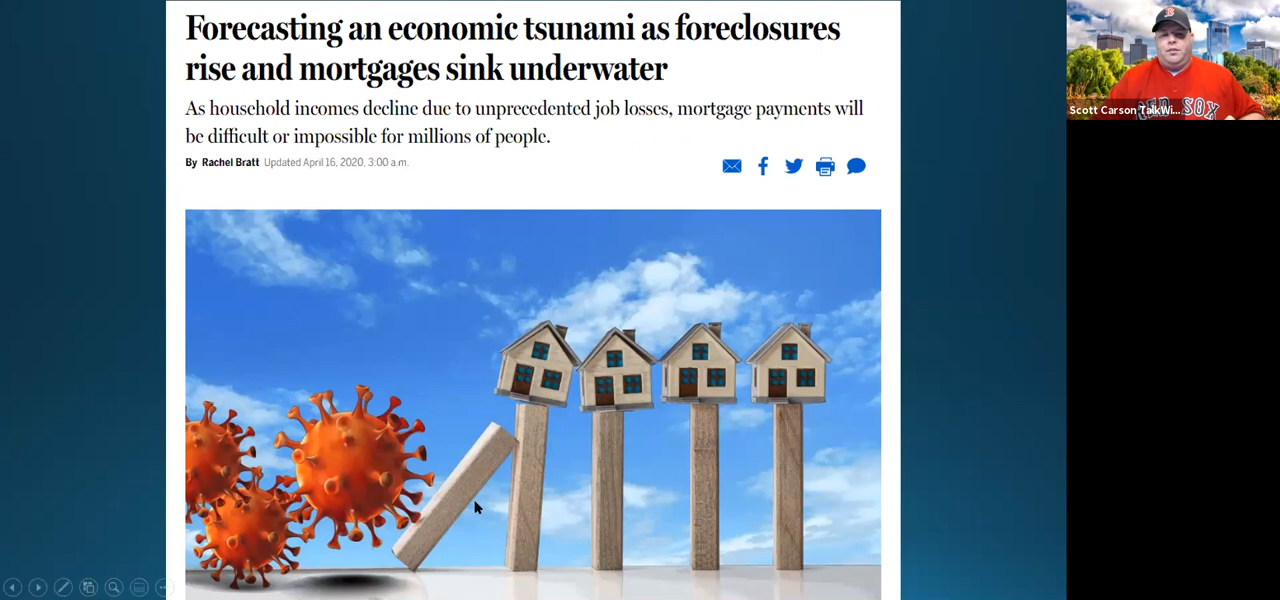 Forecasting an economic tsunami as foreclosures
rise and mortgages sink underwater
As household incomes decline due to unprecedented job losses, mortgage payments will
be difficult or impossible for millions of people.
By Rachel Bratt Updated April 16, 2020, 3:00 a.m.
B
RED SOX
Scott Carson TalkWi...